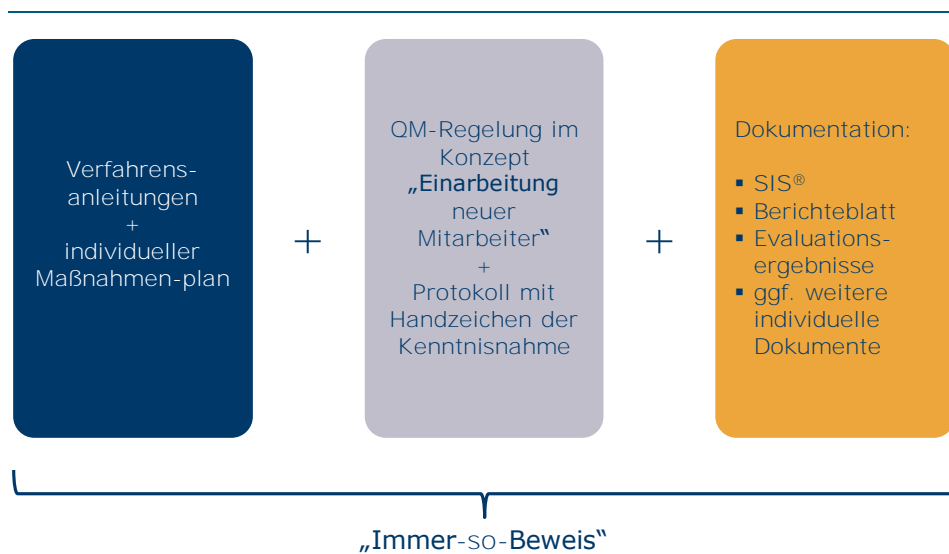 Verfahrens-
anleitungen
+
individueller
Maßnahmen-plan
+
QM-Regelung im
Konzept
„Einarbeitung
neuer
Mitarbeiter“
+
Protokoll mit
Handzeichen der
Kenntnisnahme
+
Dokumentation:
▪ SIS®
▪ Berichteblatt
▪ Evaluations-
ergebnisse
▪ ggf. weitere
individuelle
Dokumente
„Immer-so-Beweis“